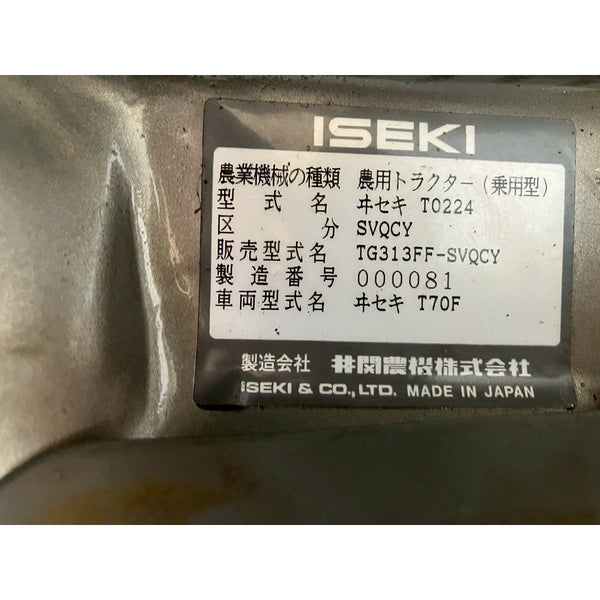 ISEKI
農業機械の種類 農用トラクター(乗用型)
型式名 ヰセキ T0224
区分 SVQCY
販売型式名 TG313FF-SVQCY
製造番号 000081
車両型式名 ヰセキ T70F
製造会社 井関農機株式会社
ISEKI & CO., LTD. MADE IN JAPAN